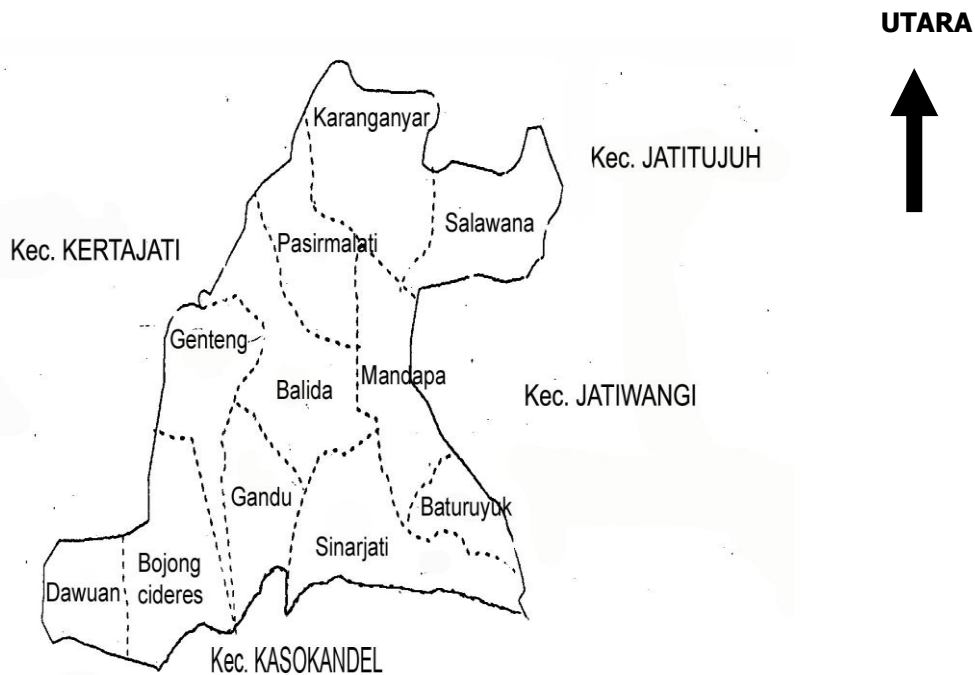 UTARA
Karanganyar
Kec. JATITUJUH
Salawana
Pasirmalati
Kec. KERTAJATI
Genteng
Mandapa
Balida
Kec. JATIWANGI
Gandu
Baturuyuk
Sinarjati
Bojong
cideres
Dawuan
Kec. KASOKANDEL